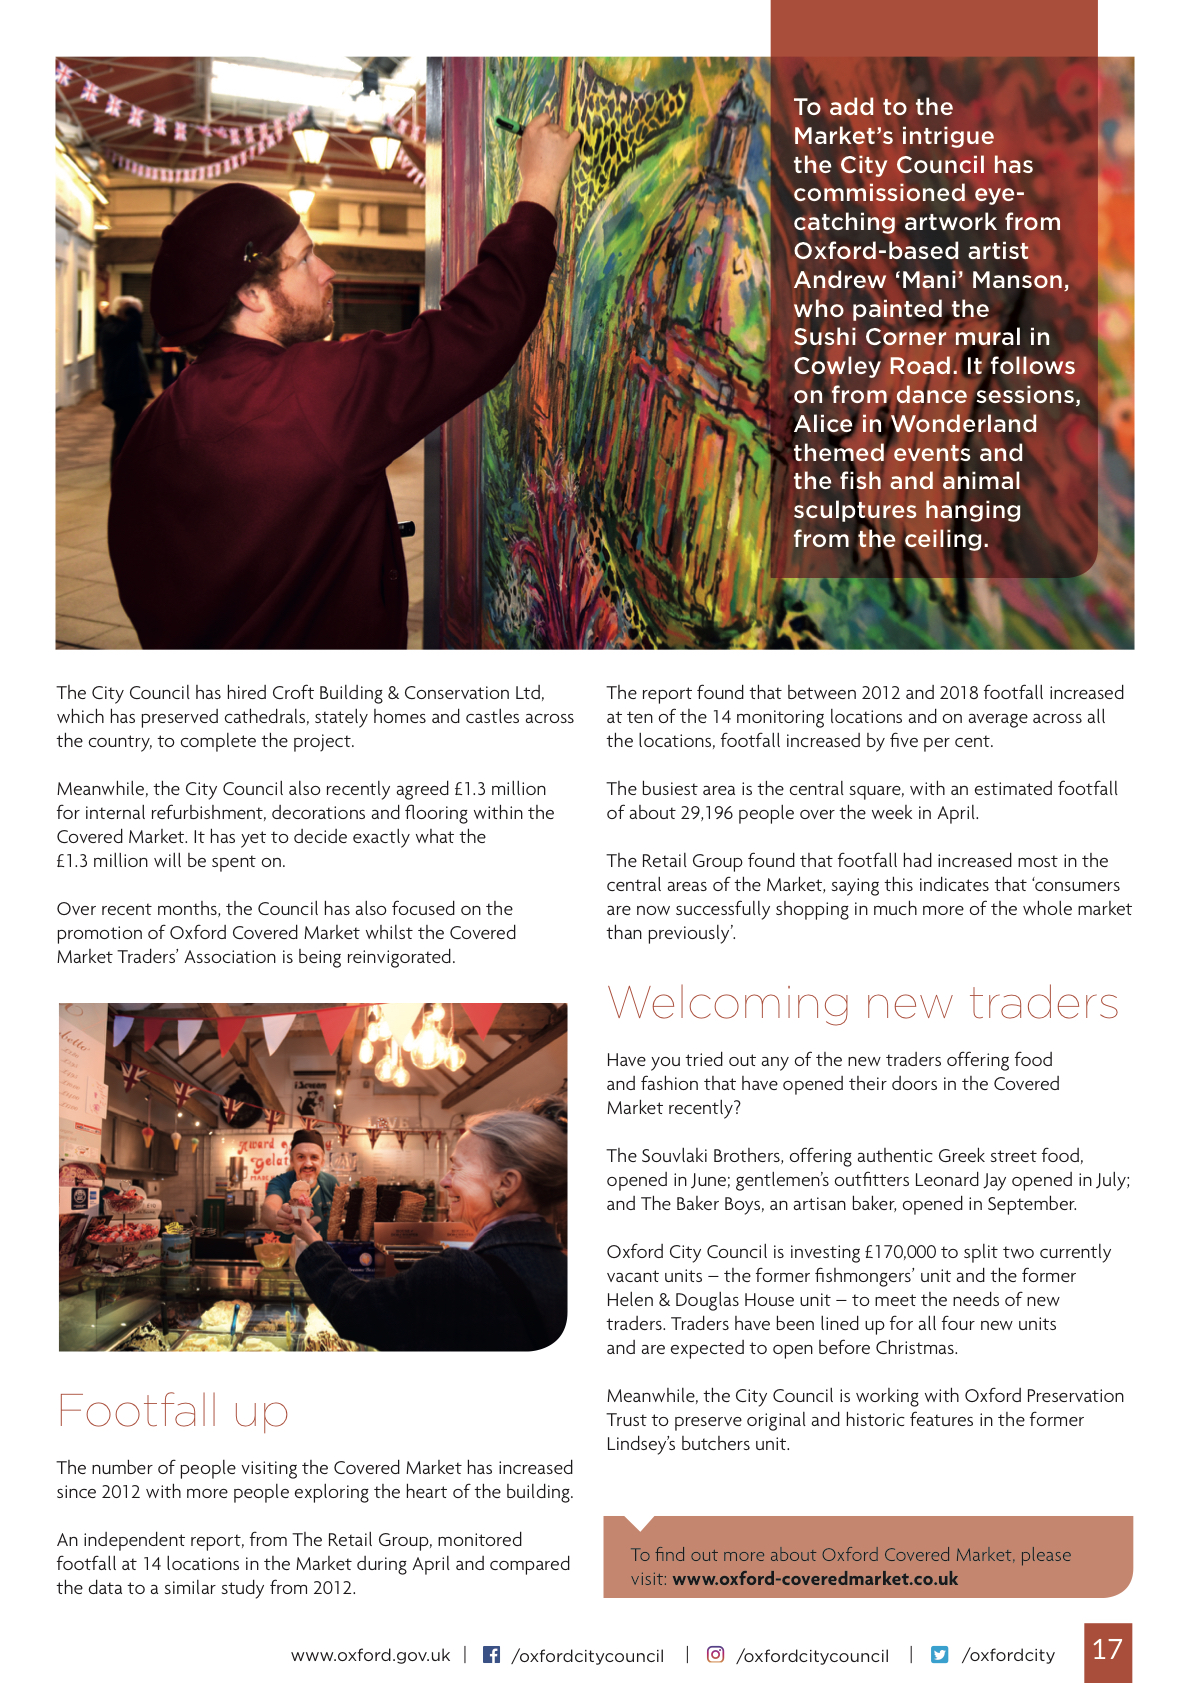 To add to the
Market’s intrigue
the City Council has
commissioned eye-
catching artwork from
Oxford-based artist
Andrew ‘Mani’ Manson,
who painted the
Sushi Corner mural in
Cowley Road. It follows
on from dance sessions,
Alice in Wonderland
themed events and
the fish and animal
sculptures hanging
from the ceiling.
The City Council has hired Croft Building & Conservation Ltd,
which has preserved cathedrals, stately homes and castles across
the country, to complete the project.
Meanwhile, the City Council also recently agreed £1.3 million
for internal refurbishment, decorations and flooring within the
Covered Market. It has yet to decide exactly what the
£1.3 million will be spent on.
Over recent months, the Council has also focused on the
promotion of Oxford Covered Market whilst the Covered
Market Traders’ Association is being reinvigorated.
Footfall up
The number of people visiting the Covered Market has increased
since 2012 with more people exploring the heart of the building.
An independent report, from The Retail Group, monitored
footfall at 14 locations in the Market during April and compared
the data to a similar study from 2012.
The report found that between 2012 and 2018 footfall increased
at ten of the 14 monitoring locations and on average across all
the locations, footfall increased by five per cent.
The busiest area is the central square, with an estimated footfall
of about 29,196 people over the week in April.
The Retail Group found that footfall had increased most in the
central areas of the Market, saying this indicates that ‘consumers
are now successfully shopping in much more of the whole market
than previously’.
Welcoming new traders
Have you tried out any of the new traders offering food
and fashion that have opened their doors in the Covered
Market recently?
The Souvlaki Brothers, offering authentic Greek street food,
opened in June; gentlemen’s outfitters Leonard Jay opened in July;
and The Baker Boys, an artisan baker, opened in September.
Oxford City Council is investing £170,000 to split two currently
vacant units – the former fishmongers’ unit and the former
Helen & Douglas House unit – to meet the needs of new
traders. Traders have been lined up for all four new units
and are expected to open before Christmas.
Meanwhile, the City Council is working with Oxford Preservation
Trust to preserve original and historic features in the former
Lindsey’s butchers unit.
To find out more about Oxford Covered Market, please
visit: www.oxford-coveredmarket.co.uk
www.oxford.gov.uk | /oxfordcitycouncil | /oxfordcitycouncil | /oxfordcity
17